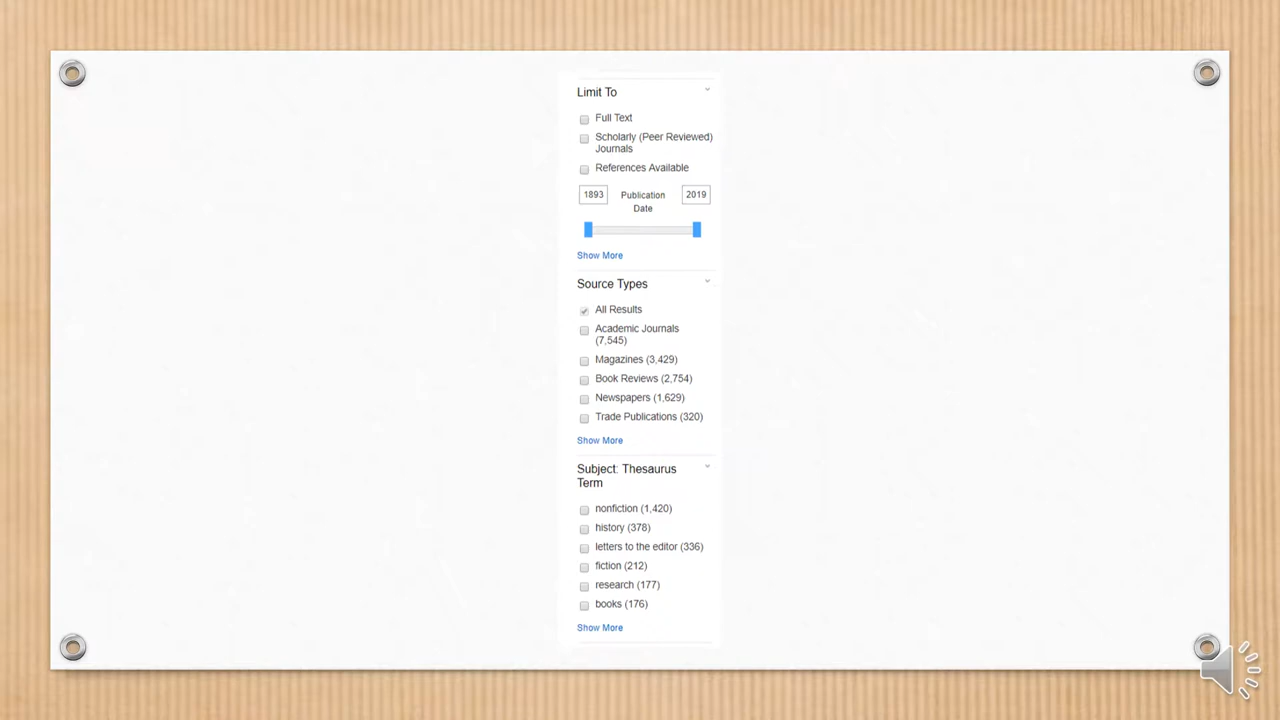 Limit To
Full Text
Scholarly (Peer Reviewed)
Journals
References Available
1893 Publication 2019
Date
Show More
Source Types
All Results
Academic Journals
(7,545)
Magazines (3,429)
Book Reviews (2,754)
Newspapers (1,629)
Trade Publications (320)
Show More
Subject: Thesaurus
Term
nonfiction (1,420)
history (378)
letters to the editor (336)
fiction (212)
research (177)
books (176)
Show More